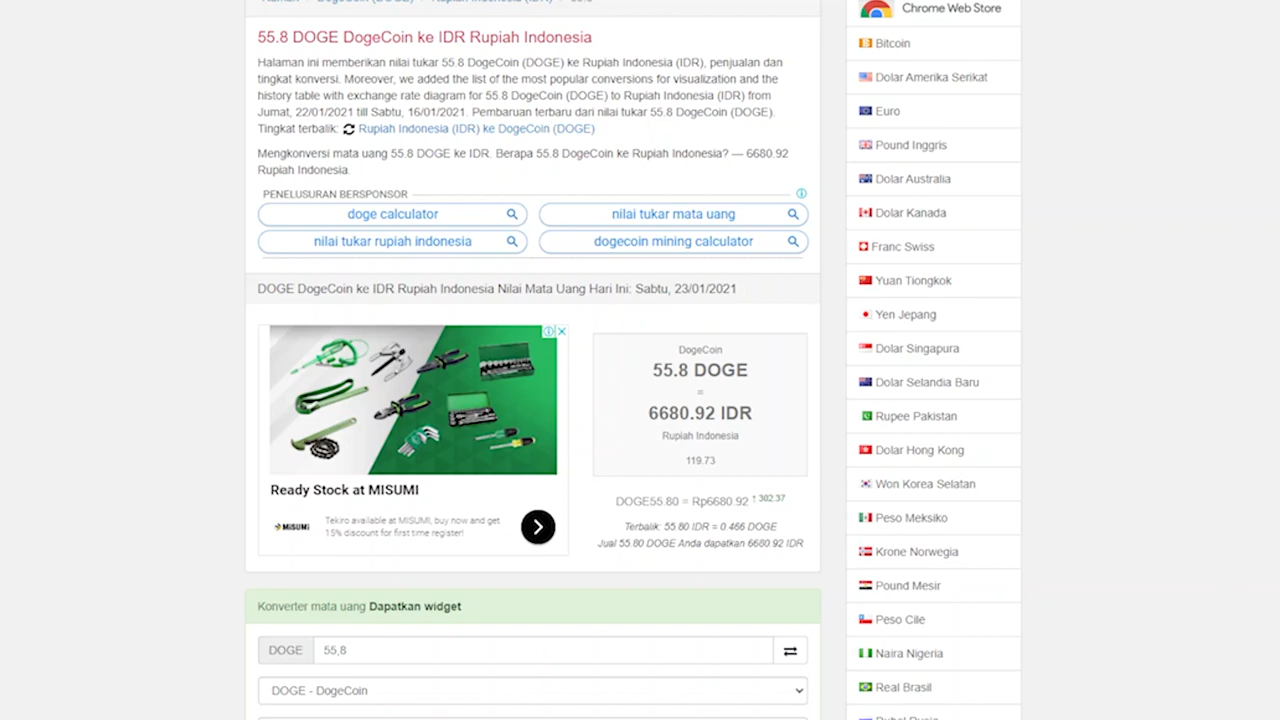 Chrome Web Store
55.8 DOGE DogeCoin ke IDR Rupiah Indonesia
Halaman ini memberikan nilai tukar 55.8 DogeCoin (DOGE) ke Rupiah Indonesia (IDR), penjualan dan
tingkat konversi. Moreover, we added the list of the most popular conversions for visualization and the
history table with exchange rate diagram for 55.8 DogeCoin (DOGE) to Rupiah Indonesia (IDR) from
Jumat, 22/01/2021 till Sabtu, 16/01/2021. Pembaruan terbaru dari nilai tukar 55.8 DogeCoin (DOGE).
Tingkat terbalik: Rupiah Indonesia (IDR) ke DogeCoin (DOGE)
Mengkonversi mata uang 55.8 DOGE ke IDR. Berapa 55.8 DogeCoin ke Rupiah Indonesia? — 6680.92
Rupiah Indonesia.
PENELUSURAN BERSPONSOR
doge calculator
nilai tukar mata uang
nilai tukar rupiah indonesia
dogecoin mining calculator
DOGE DogeCoin ke IDR Rupiah Indonesia Nilai Mata Uang Hari Ini: Sabtu, 23/01/2021
Ready Stock at MISUMI
MiSUMi
Tekiro available at MISUMI, buy now and get
15% discount for first time register!
DogeCoin
55.8 DOGE
=
6680.92 IDR
Rupiah Indonesia
119.73
DOGE55.80 = Rp6680.92 ↑302.37
Terbalik: 55.80 IDR = 0.466 DOGE
Jual 55.80 DOGE Anda dapatkan 6680.92 IDR
Konverter mata uang Dapatkan widget
DOGE 55,8
DOGE - DogeCoin
Bitcoin
Dolar Amerika Serikat
Euro
Pound Inggris
Dolar Australia
Dolar Kanada
Franc Swiss
Yuan Tiongkok
Yen Jepang
Dolar Singapura
Dolar Selandia Baru
Rupee Pakistan
Dolar Hong Kong
Won Korea Selatan
Peso Meksiko
Krone Norwegia
Pound Mesir
Peso Cile
Naira Nigeria
Real Brasil